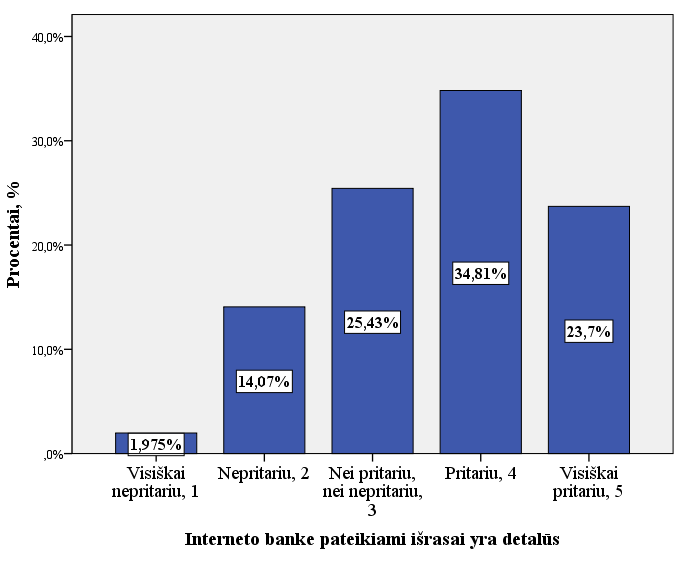 40,0%
30,0%
20,0%
10,0%
,0%
Procentai, %
1,975%
14,07%
25,43%
34,81%
23,7%
Visiškai
nepritariu, 1
Nepritariu, 2
Nei pritariu,
nei nepritariu,
3
Pritariu, 4
Visiškai
pritariu, 5
Interneto banke pateikiami išrasai yra detalūs